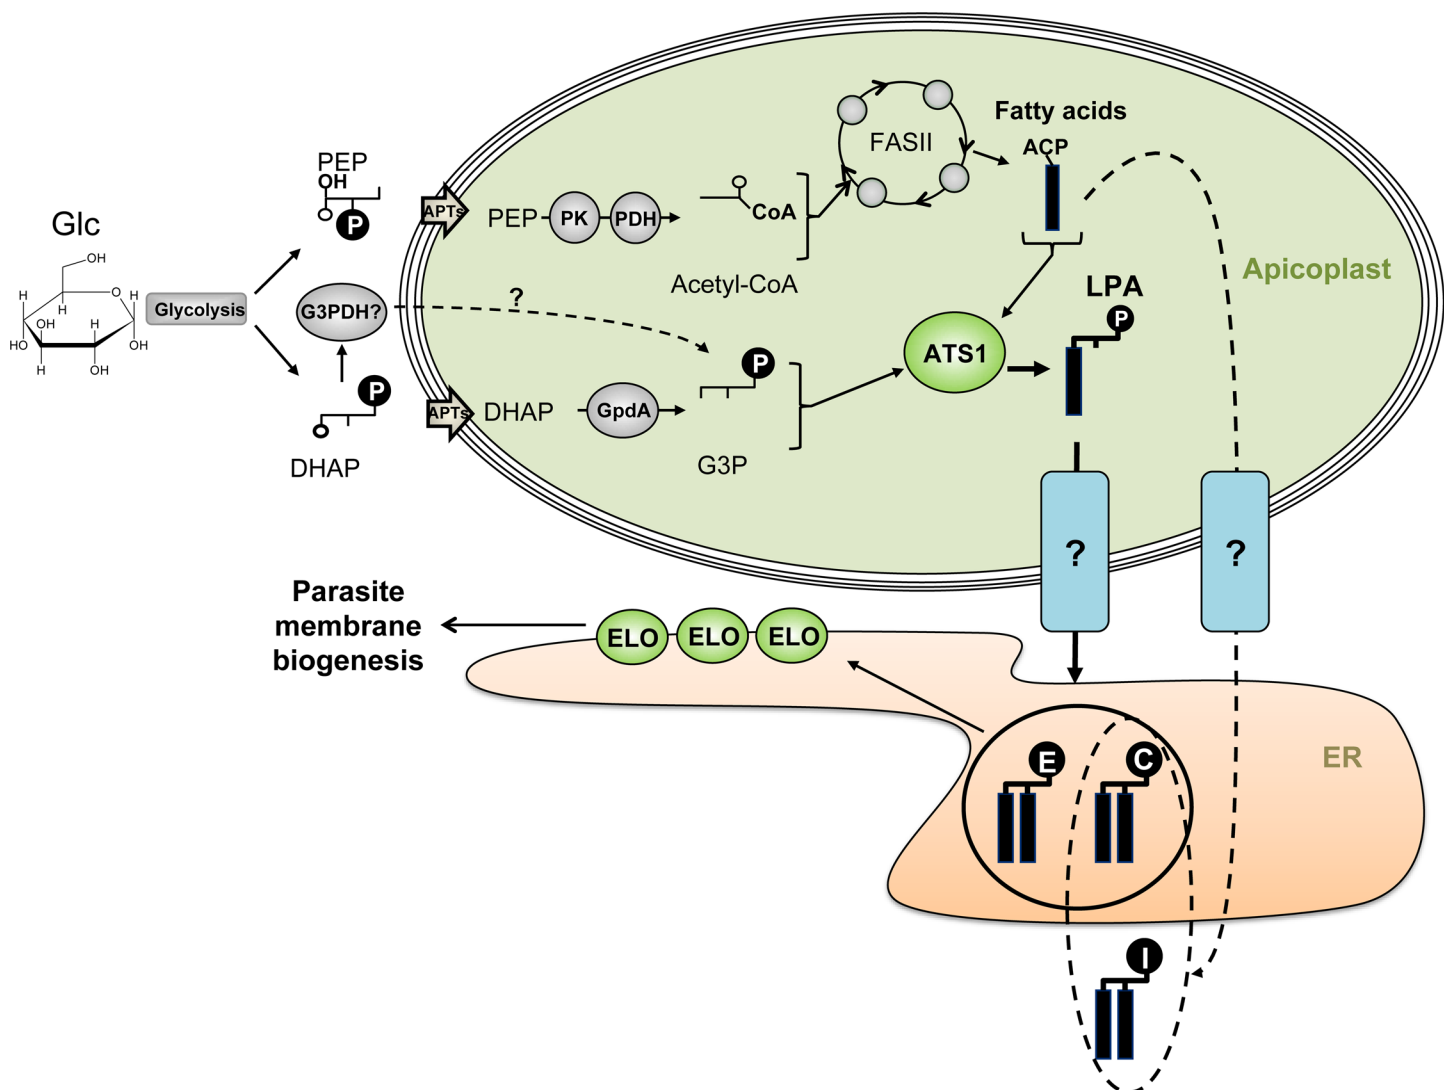 Glc
H
OH
O
H
H
OH
H
HO
H
OH
OH
Glycolysis
PEP
OH
P
G3PDH?
P
DHAP
APTs
PEP
PK
PDH
CoA
Acetyl-CoA
FASII
Fatty acids
ACP
Apicoplast
?
APTs
DHAP
GpdA
P
G3P
ATS1
LPA
P
?
?
Parasite
membrane
biogenesis
ELO
ELO
ELO
ER
E
C
I